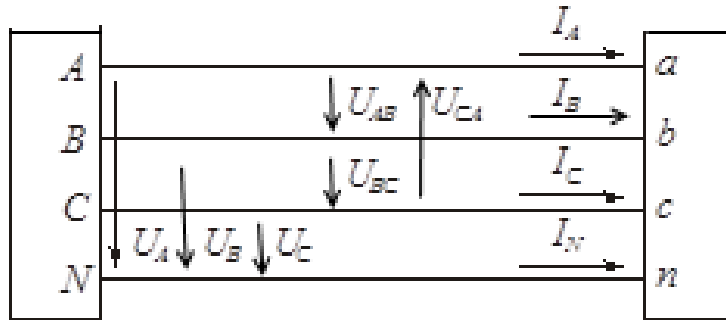 I_A
A a
U_AB U_CA I_B
B b
U_BC I_C
C c
U_A U_B U_C I_N
N n